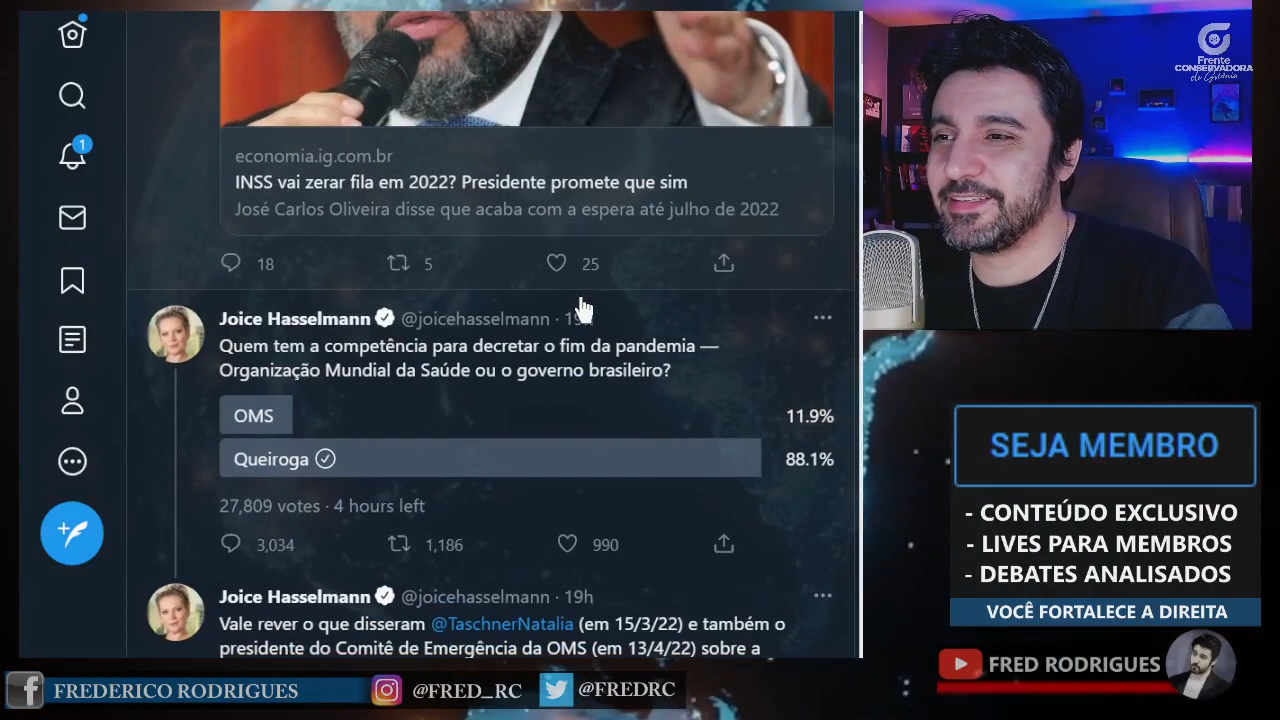 economia.ig.com.br
INSS vai zerar fila em 2022? Presidente promete que sim
José Carlos Oliveira disse que acaba com a espera até julho de 2022
18 5 25
1
Joice Hasselmann @joicehasselmann ·
Quem tem a competência para decretar o fim da pandemia —
Organização Mundial da Saúde ou o governo brasileiro?
OMS 11.9%
Queiroga 88.1%
27,809 votes · 4 hours left
3,034 1,186 990
Joice Hasselmann @joicehasselmann · 19h
Vale rever o que disseram @TaschnerNatalia (em 15/3/22) e também o
presidente do Comitê de Emergência da OMS (em 13/4/22) sobre a
Frente
CONSERVADORA
de Goiânia
SEJA MEMBRO
- CONTEÚDO EXCLUSIVO
- LIVES PARA MEMBROS
- DEBATES ANALISADOS
VOCÊ FORTALECE A DIREITA
FRED RODRIGUES
FREDERICO RODRIGUES @FRED_RC @FREDRC